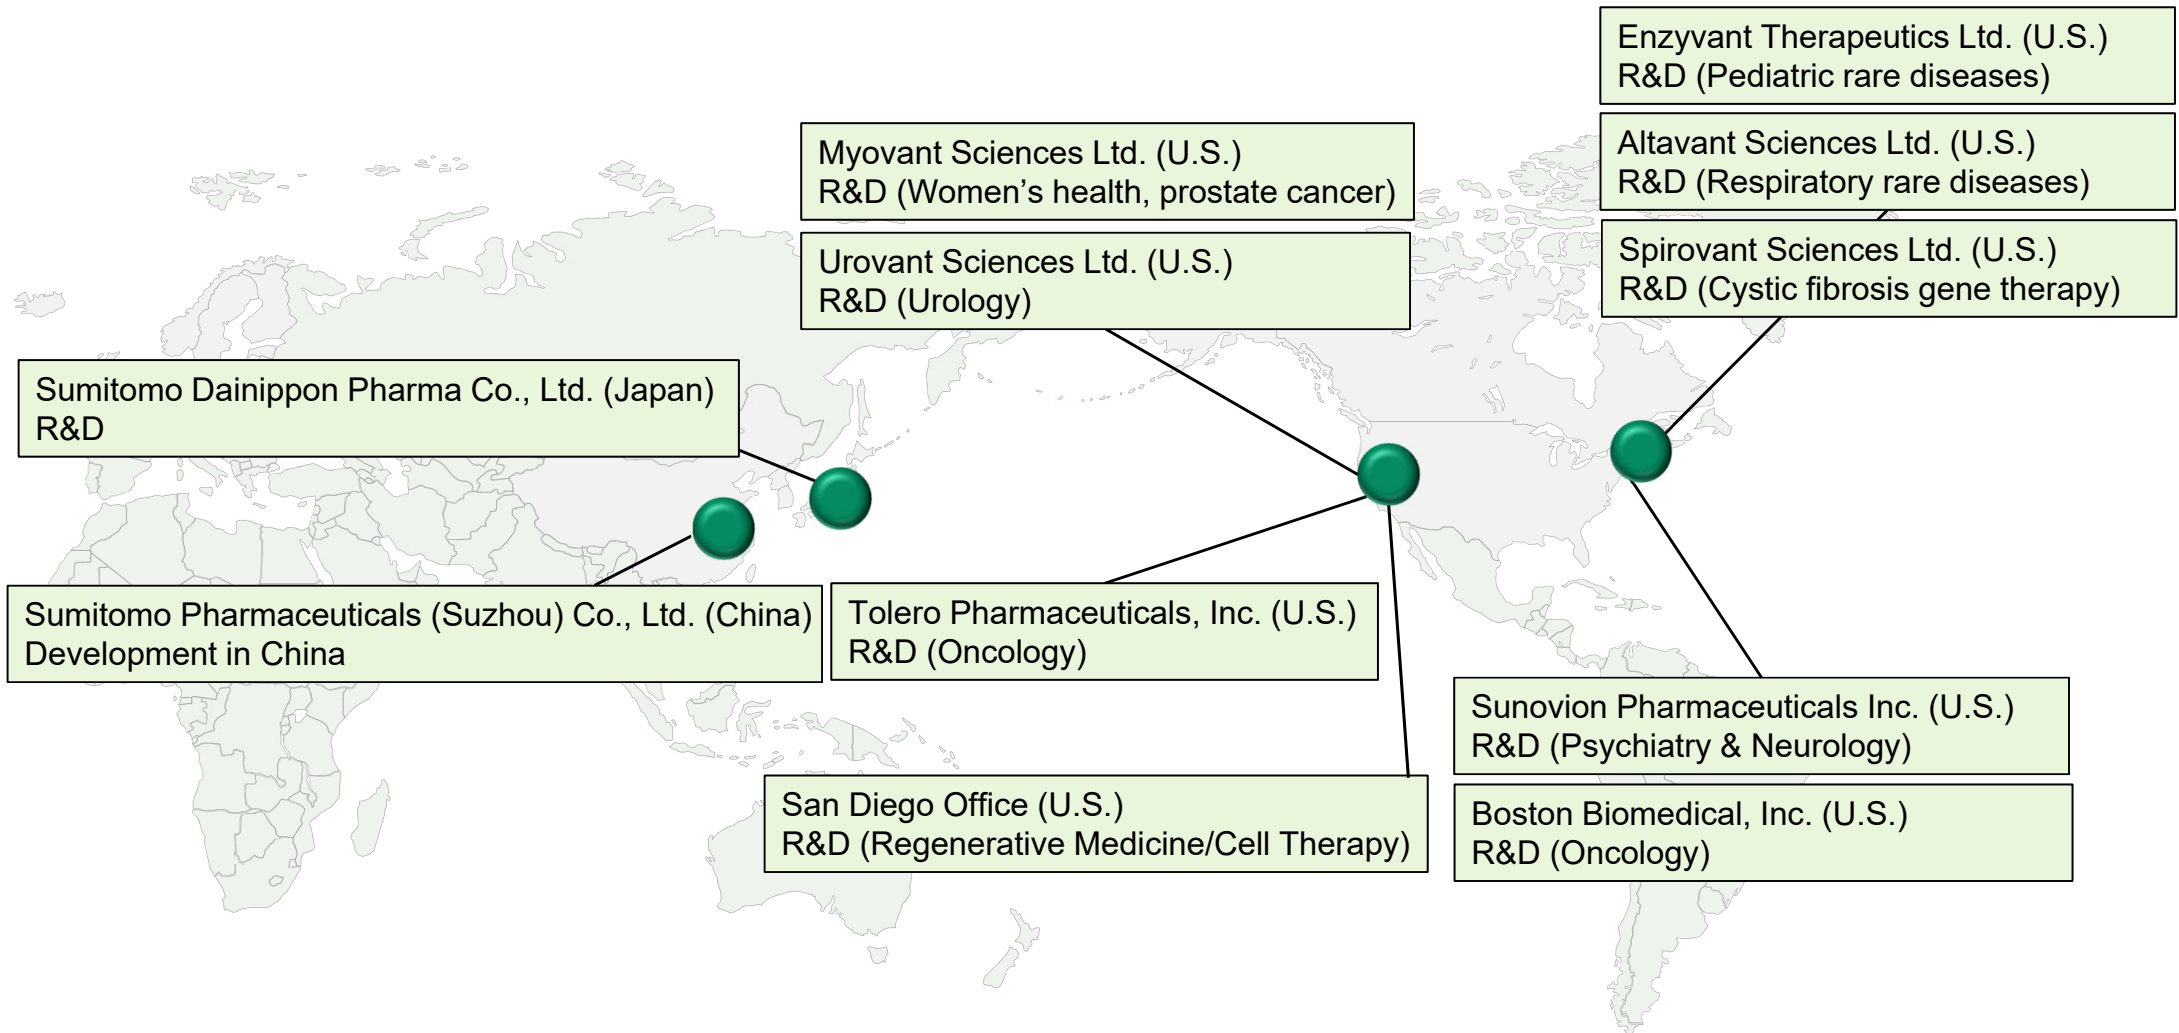 Enzyvant Therapeutics Ltd. (U.S.)
R&D (Pediatric rare diseases)
Myovant Sciences Ltd. (U.S.)
R&D (Women’s health, prostate cancer)
Altavant Sciences Ltd. (U.S.)
R&D (Respiratory rare diseases)
Urovant Sciences Ltd. (U.S.)
R&D (Urology)
Spirovant Sciences Ltd. (U.S.)
R&D (Cystic fibrosis gene therapy)
Sumitomo Dainippon Pharma Co., Ltd. (Japan)
R&D
Sumitomo Pharmaceuticals (Suzhou) Co., Ltd. (China)
Development in China
Tolero Pharmaceuticals, Inc. (U.S.)
R&D (Oncology)
Sunovion Pharmaceuticals Inc. (U.S.)
R&D (Psychiatry & Neurology)
San Diego Office (U.S.)
R&D (Regenerative Medicine/Cell Therapy)
Boston Biomedical, Inc. (U.S.)
R&D (Oncology)